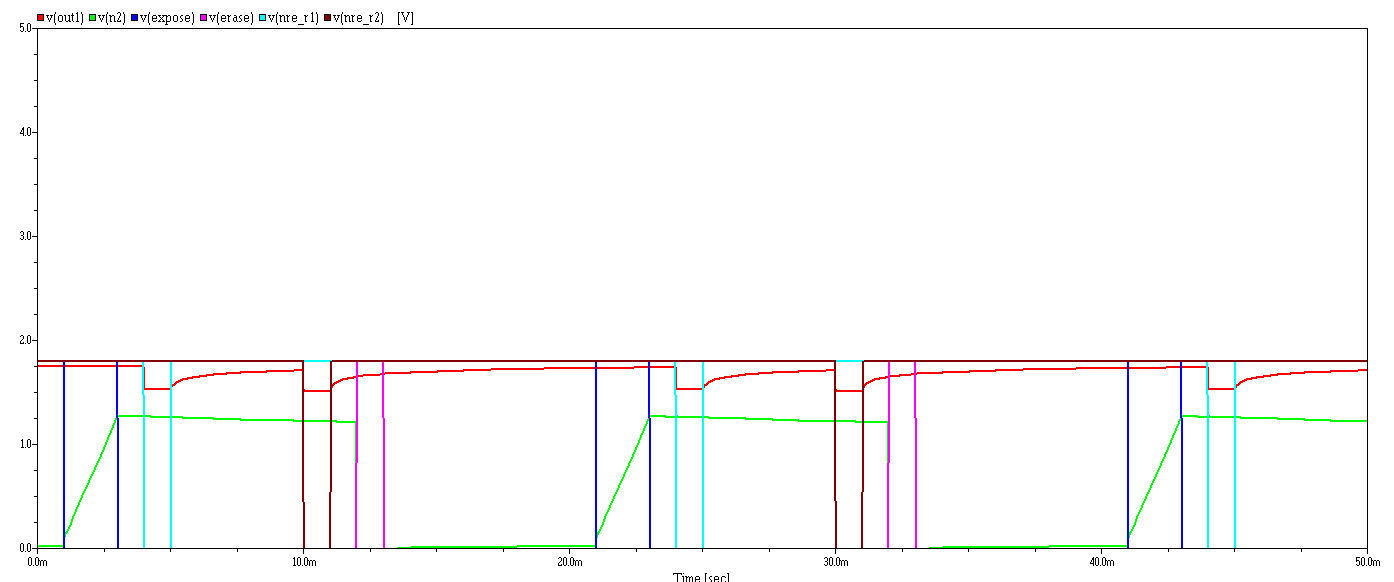 v(out1) v(n2) v(expose) v(erase) v(nre_r1) v(nre_r2) [V]
5.0
4.0
3.0
2.0
1.0
0.0
0.0m 10.0m 20.0m 30.0m 40.0m 50.0m
Time [sec]